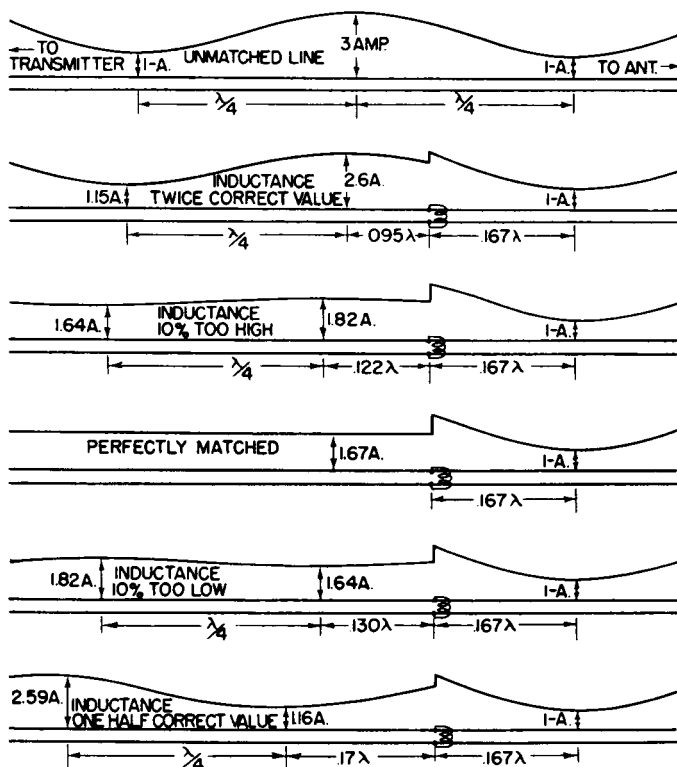 ← TO TRANSMITTER
1-A.
UNMATCHED LINE
3 AMP.
1-A.
TO ANT. →
λ/4
λ/4
1.15A.
INDUCTANCE
TWICE CORRECT VALUE
2.6A.
1-A.
λ/4
.095λ
.167λ
1.64A.
INDUCTANCE
10% TOO HIGH
1.82A.
1-A.
λ/4
.122λ
.167λ
PERFECTLY MATCHED
1.67A.
1-A.
.167λ
1.82A.
INDUCTANCE
10% TOO LOW
1.64A.
1-A.
λ/4
.130λ
.167λ
2.59A.
INDUCTANCE
ONE HALF CORRECT VALUE
1.16A.
1-A.
λ/4
.17λ
.167λ